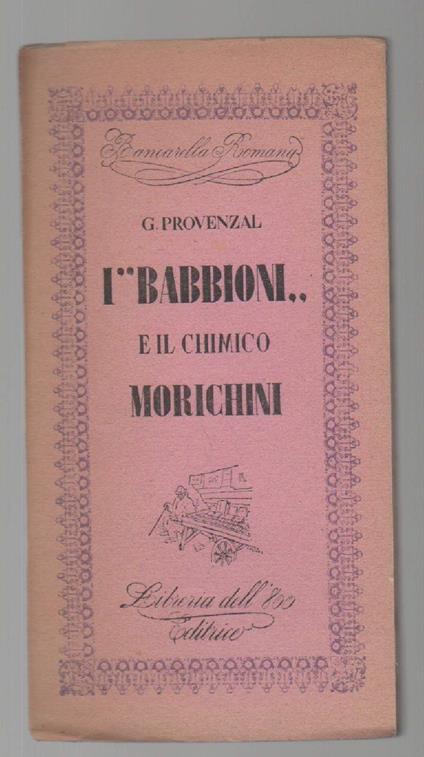 Bancarella Romana
G. PROVENZAL
I "BABBIONI„
E IL CHIMICO
MORICHINI
Libreria dell'800
Editrice